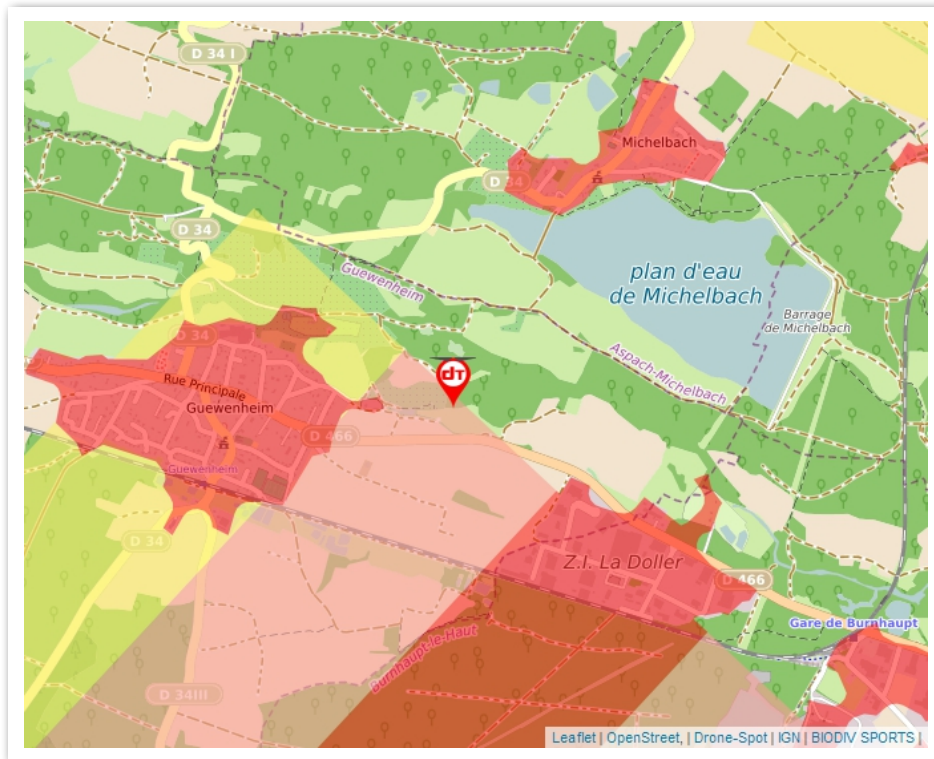 D 34 I
Michelbach
D 34
D 34
Guewenheim
plan d'eau
de Michelbach
Barrage
de Michelbach
Aspach-Michelbach
D 34
DT
Rue Principale
Guewenheim
D 466
Guewenheim
D 34
Z.I. La Doller
D 466
Gare de Burnhaupt
Burnhaupt-le-Haut
D 34III
Leaflet | OpenStreet, | Drone-Spot | IGN | BIODIV SPORTS |